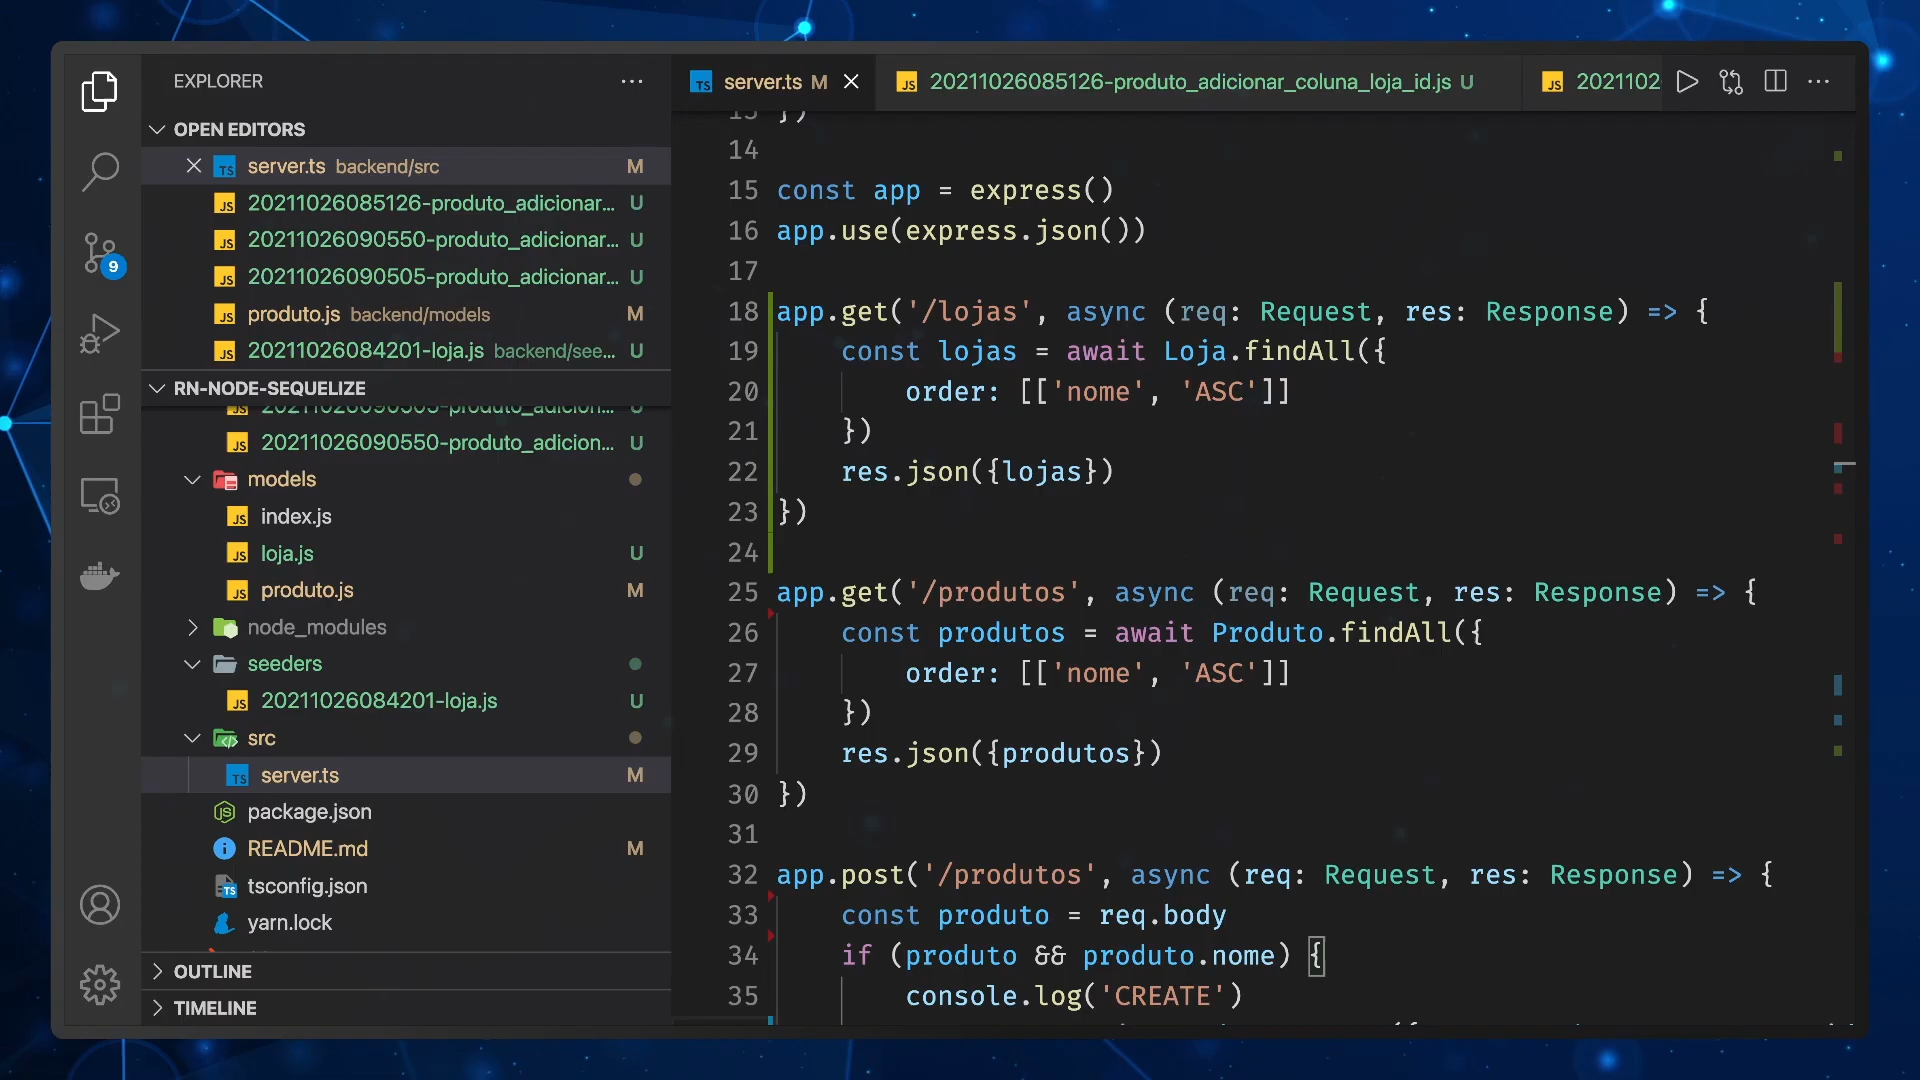 EXPLORER
OPEN EDITORS
server.ts backend/src M
20211026085126-produto_adicionar... U
20211026090550-produto_adicionar... U
20211026090505-produto_adicionar... U
produto.js backend/models M
20211026084201-loja.js backend/see... U
RN-NODE-SEQUELIZE
20211026090505-produto_adicion... U
20211026090550-produto_adicion... U
models
index.js
loja.js U
produto.js M
node_modules
seeders
20211026084201-loja.js U
src
server.ts M
package.json
README.md M
tsconfig.json
yarn.lock
OUTLINE
TIMELINE
9
server.ts M
20211026085126-produto_adicionar_coluna_loja_id.js U
2021102
13 })
14
15 const app = express()
16 app.use(express.json())
17
18 app.get('/lojas', async (req: Request, res: Response) => {
19 const lojas = await Loja.findAll({
20 order: [['nome', 'ASC']]
21 })
22 res.json({lojas})
23 })
24
25 app.get('/produtos', async (req: Request, res: Response) => {
26 const produtos = await Produto.findAll({
27 order: [['nome', 'ASC']]
28 })
29 res.json({produtos})
30 })
31
32 app.post('/produtos', async (req: Request, res: Response) => {
33 const produto = req.body
34 if (produto && produto.nome) {
35 console.log('CREATE')